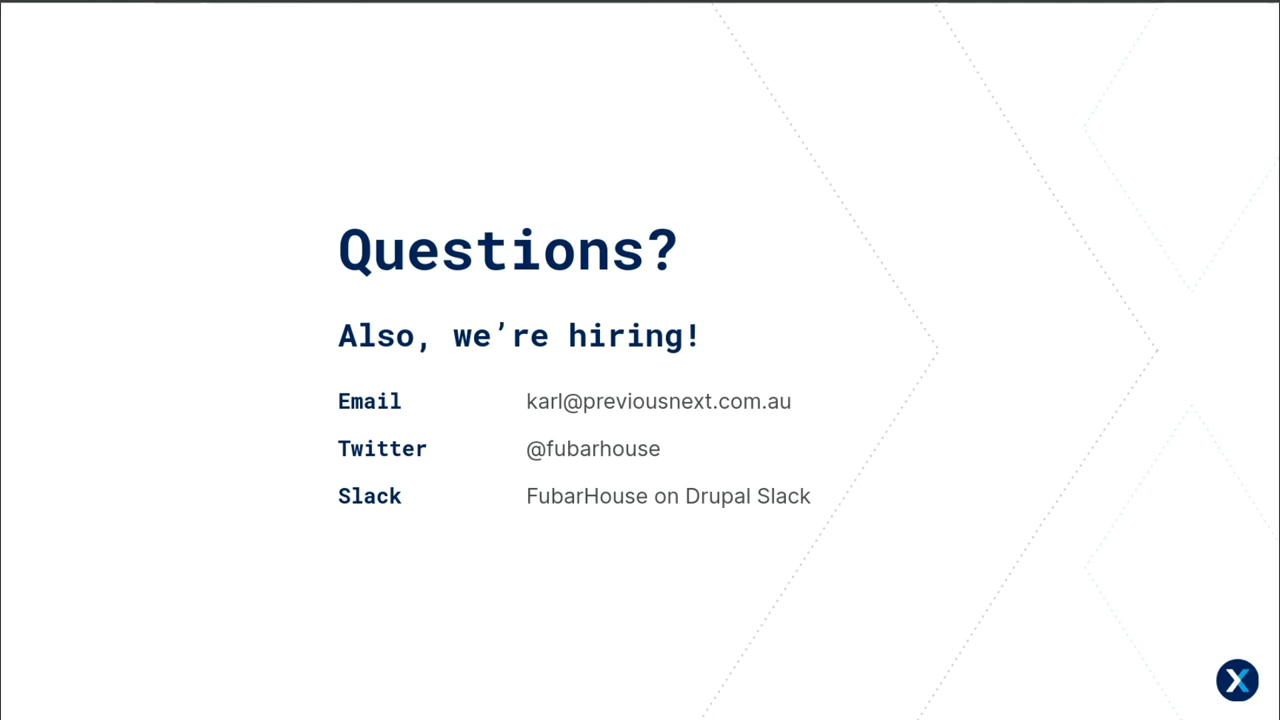 Questions?
Also, we’re hiring!
Email karl@previousnext.com.au
Twitter @fubarhouse
Slack FubarHouse on Drupal Slack